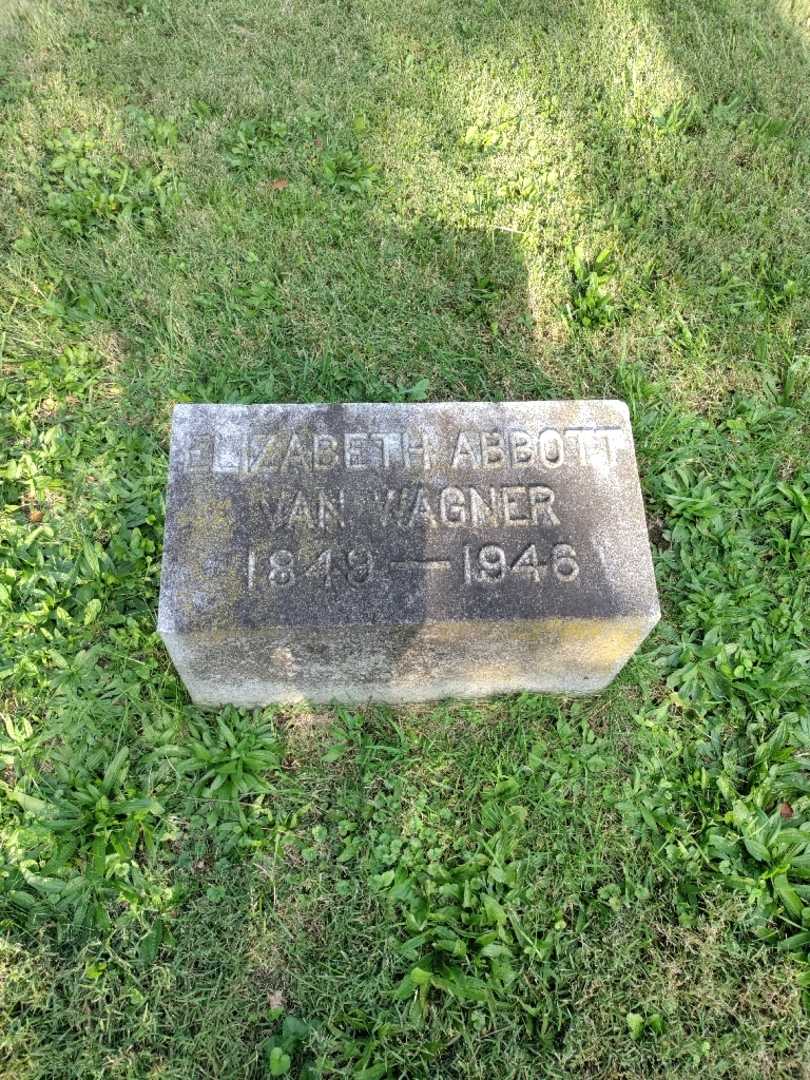 ELIZABETH ABBOTT
VAN WAGNER
1849 — 1946